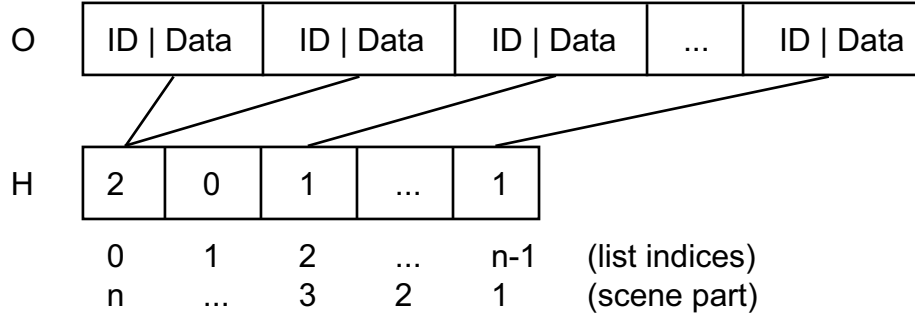 O ID | Data ID | Data ID | Data ... ID | Data
H 2 0 1 ... 1
0 1 2 ... n-1 (list indices)
n ... 3 2 1 (scene part)